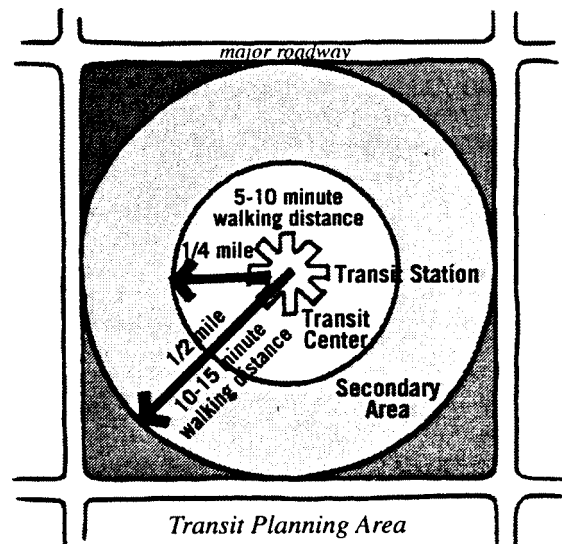 major roadway
5-10 minute
walking distance
1/4 mile
Transit Station
Transit
Center
1/2 mile
10-15 minute
walking distance
Secondary
Area
Transit Planning Area